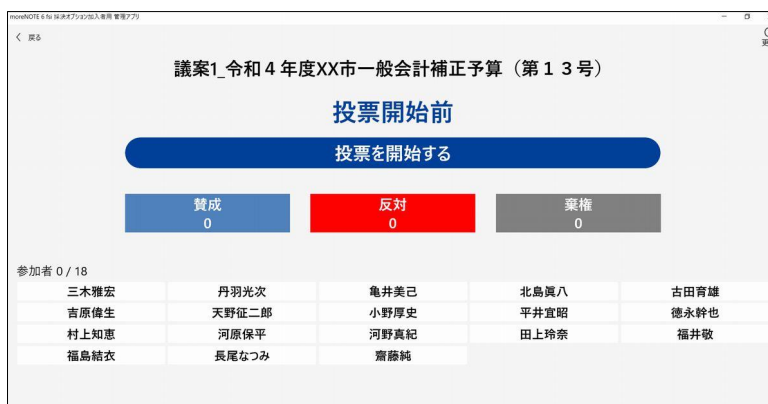 moreNOTE 6 for 採決オプション加入者用 管理アプリ
戻る
議案1_令和４年度XX市一般会計補正予算（第１３号）
投票開始前
投票を開始する
賛成 反対 棄権
0 0 0
参加者 0 / 18
三木雅宏 丹羽光次 亀井美己 北島眞八 古田育雄
吉原偉生 天野征二郎 小野厚史 平井宜昭 徳永幹也
村上知恵 河原保平 河野真紀 田上玲奈 福井敬
福島結衣 長尾なつみ 齋藤純